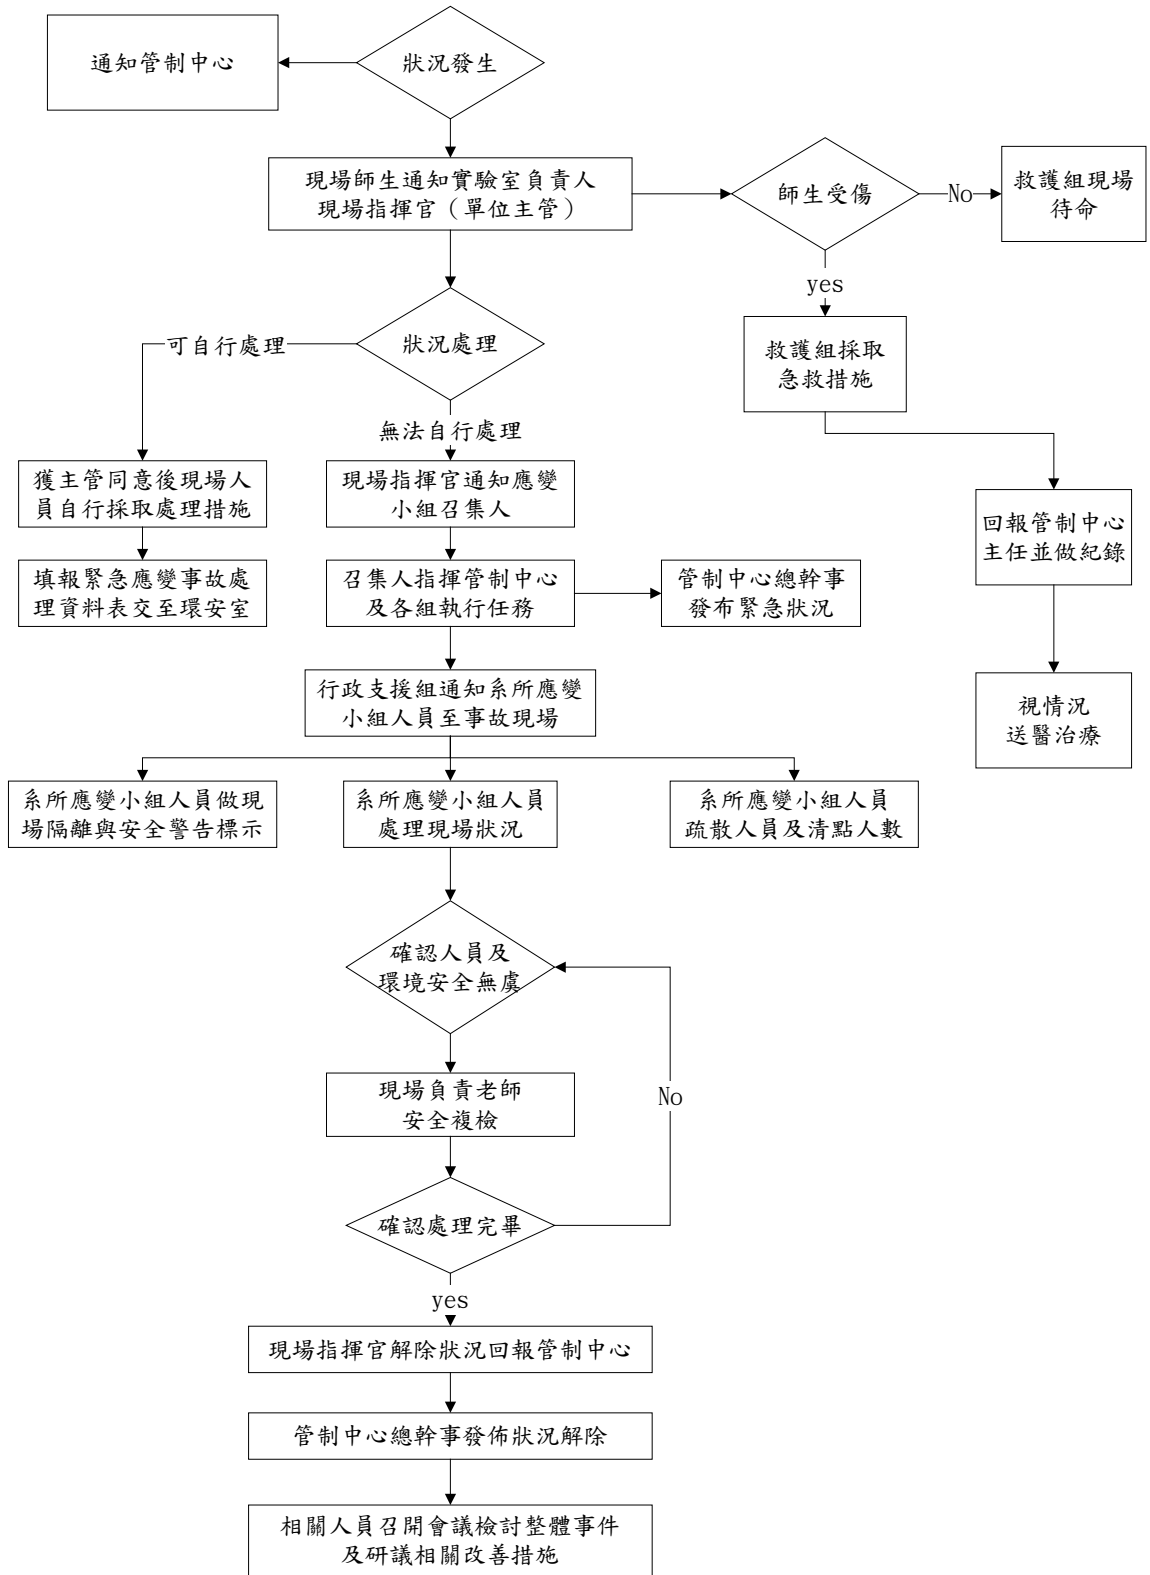 通知管制中心
狀況發生
現場師生通知實驗室負責人
現場指揮官（單位主管）
師生受傷
No
救護組現場
待命
yes
救護組採取
急救措施
可自行處理
狀況處理
無法自行處理
獲主管同意後現場人
員自行採取處理措施
現場指揮官通知應變
小組召集人
回報管制中心
主任並做紀錄
填報緊急應變事故處
理資料表交至環安室
召集人指揮管制中心
及各組執行任務
管制中心總幹事
發布緊急狀況
行政支援組通知系所應變
小組人員至事故現場
視情況
送醫治療
系所應變小組人員做現
場隔離與安全警告標示
系所應變小組人員
處理現場狀況
系所應變小組人員
疏散人員及清點人數
確認人員及
環境安全無虞
現場負責老師
安全複檢
No
確認處理完畢
yes
現場指揮官解除狀況回報管制中心
管制中心總幹事發佈狀況解除
相關人員召開會議檢討整體事件
及研議相關改善措施